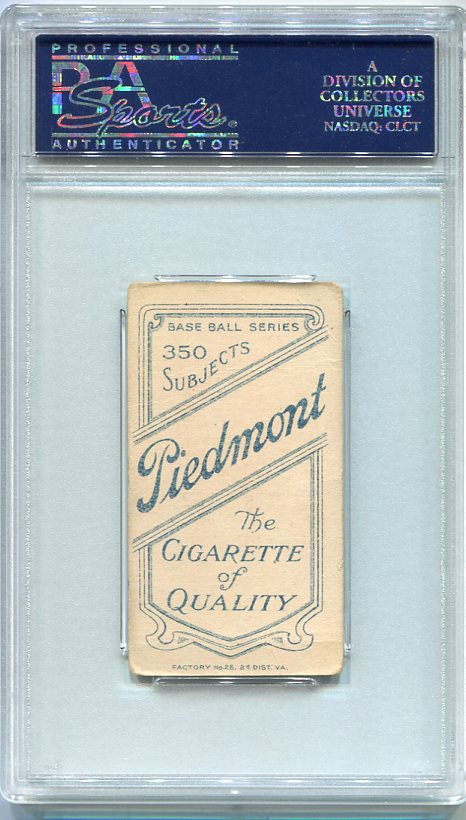 PROFESSIONAL
PSA
Sports
AUTHENTICATOR
A
DIVISION OF
COLLECTORS
UNIVERSE
NASDAQ: CLCT
BASE BALL SERIES
350
SUBJECTS
Piedmont
The
CIGARETTE
of
QUALITY
FACTORY No. 25, 2d DIST. VA.